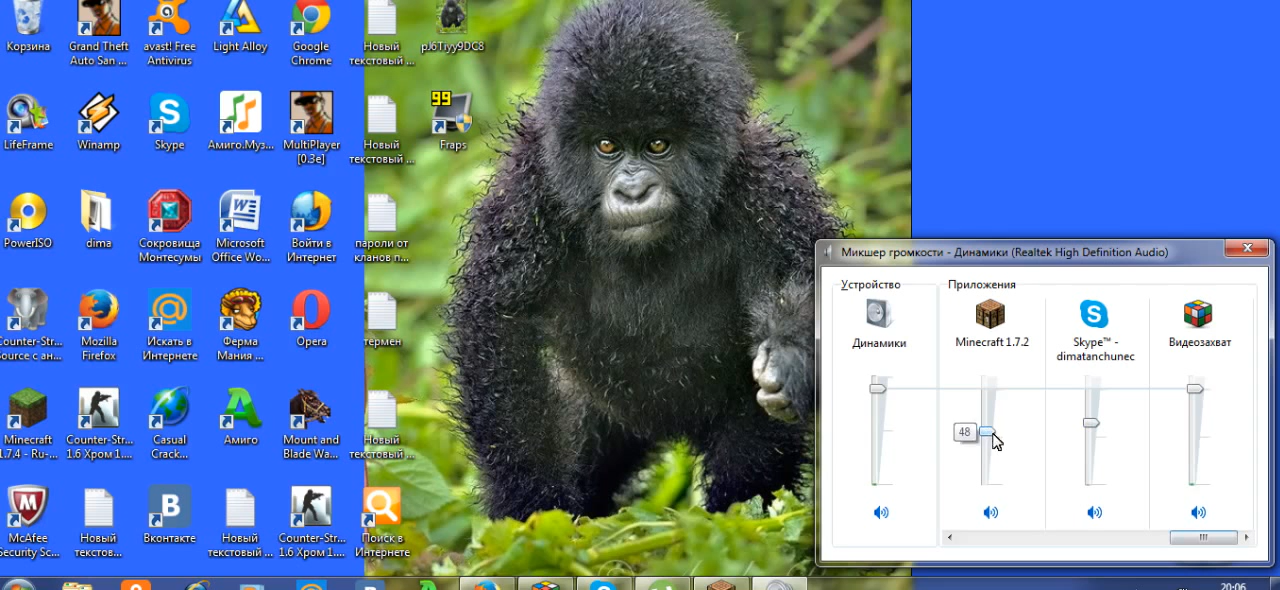 Корзина
Grand Theft
Auto San ...
avast! Free
Antivirus
Light Alloy
Google
Chrome
Новый
текстовый ...
pJ6Tiyy9DC8
LifeFrame
Winamp
Skype
Амиго.Муз...
MultiPlayer
[0.3e]
Новый
текстовый ...
99
Fraps
PowerISO
dima
Сокровища
Монтесумы
Microsoft
Office Wo...
Войти в
Интернет
пароли от
кланов п...
Counter-Str...
Source с ан...
Mozilla
Firefox
Искать в
Интернете
Ферма
Мания ...
Opera
термен
Minecraft
1.7.4 - Ru-...
Counter-Str...
1.6 Хром 1....
Casual
Crack...
Амиго
Mount and
Blade Wa...
Новый
текстовый ...
McAfee
Security Sc...
Новый
текстов...
Вконтакте
Новый
текстовый ...
Counter-Str...
1.6 Хром 1....
Поиск в
Интернете
Микшер громкости - Динамики (Realtek High Definition Audio)
Устройство
Приложения
Динамики
Minecraft 1.7.2
Skype™ -
dimatanchunec
Видеозахват
48
20:06